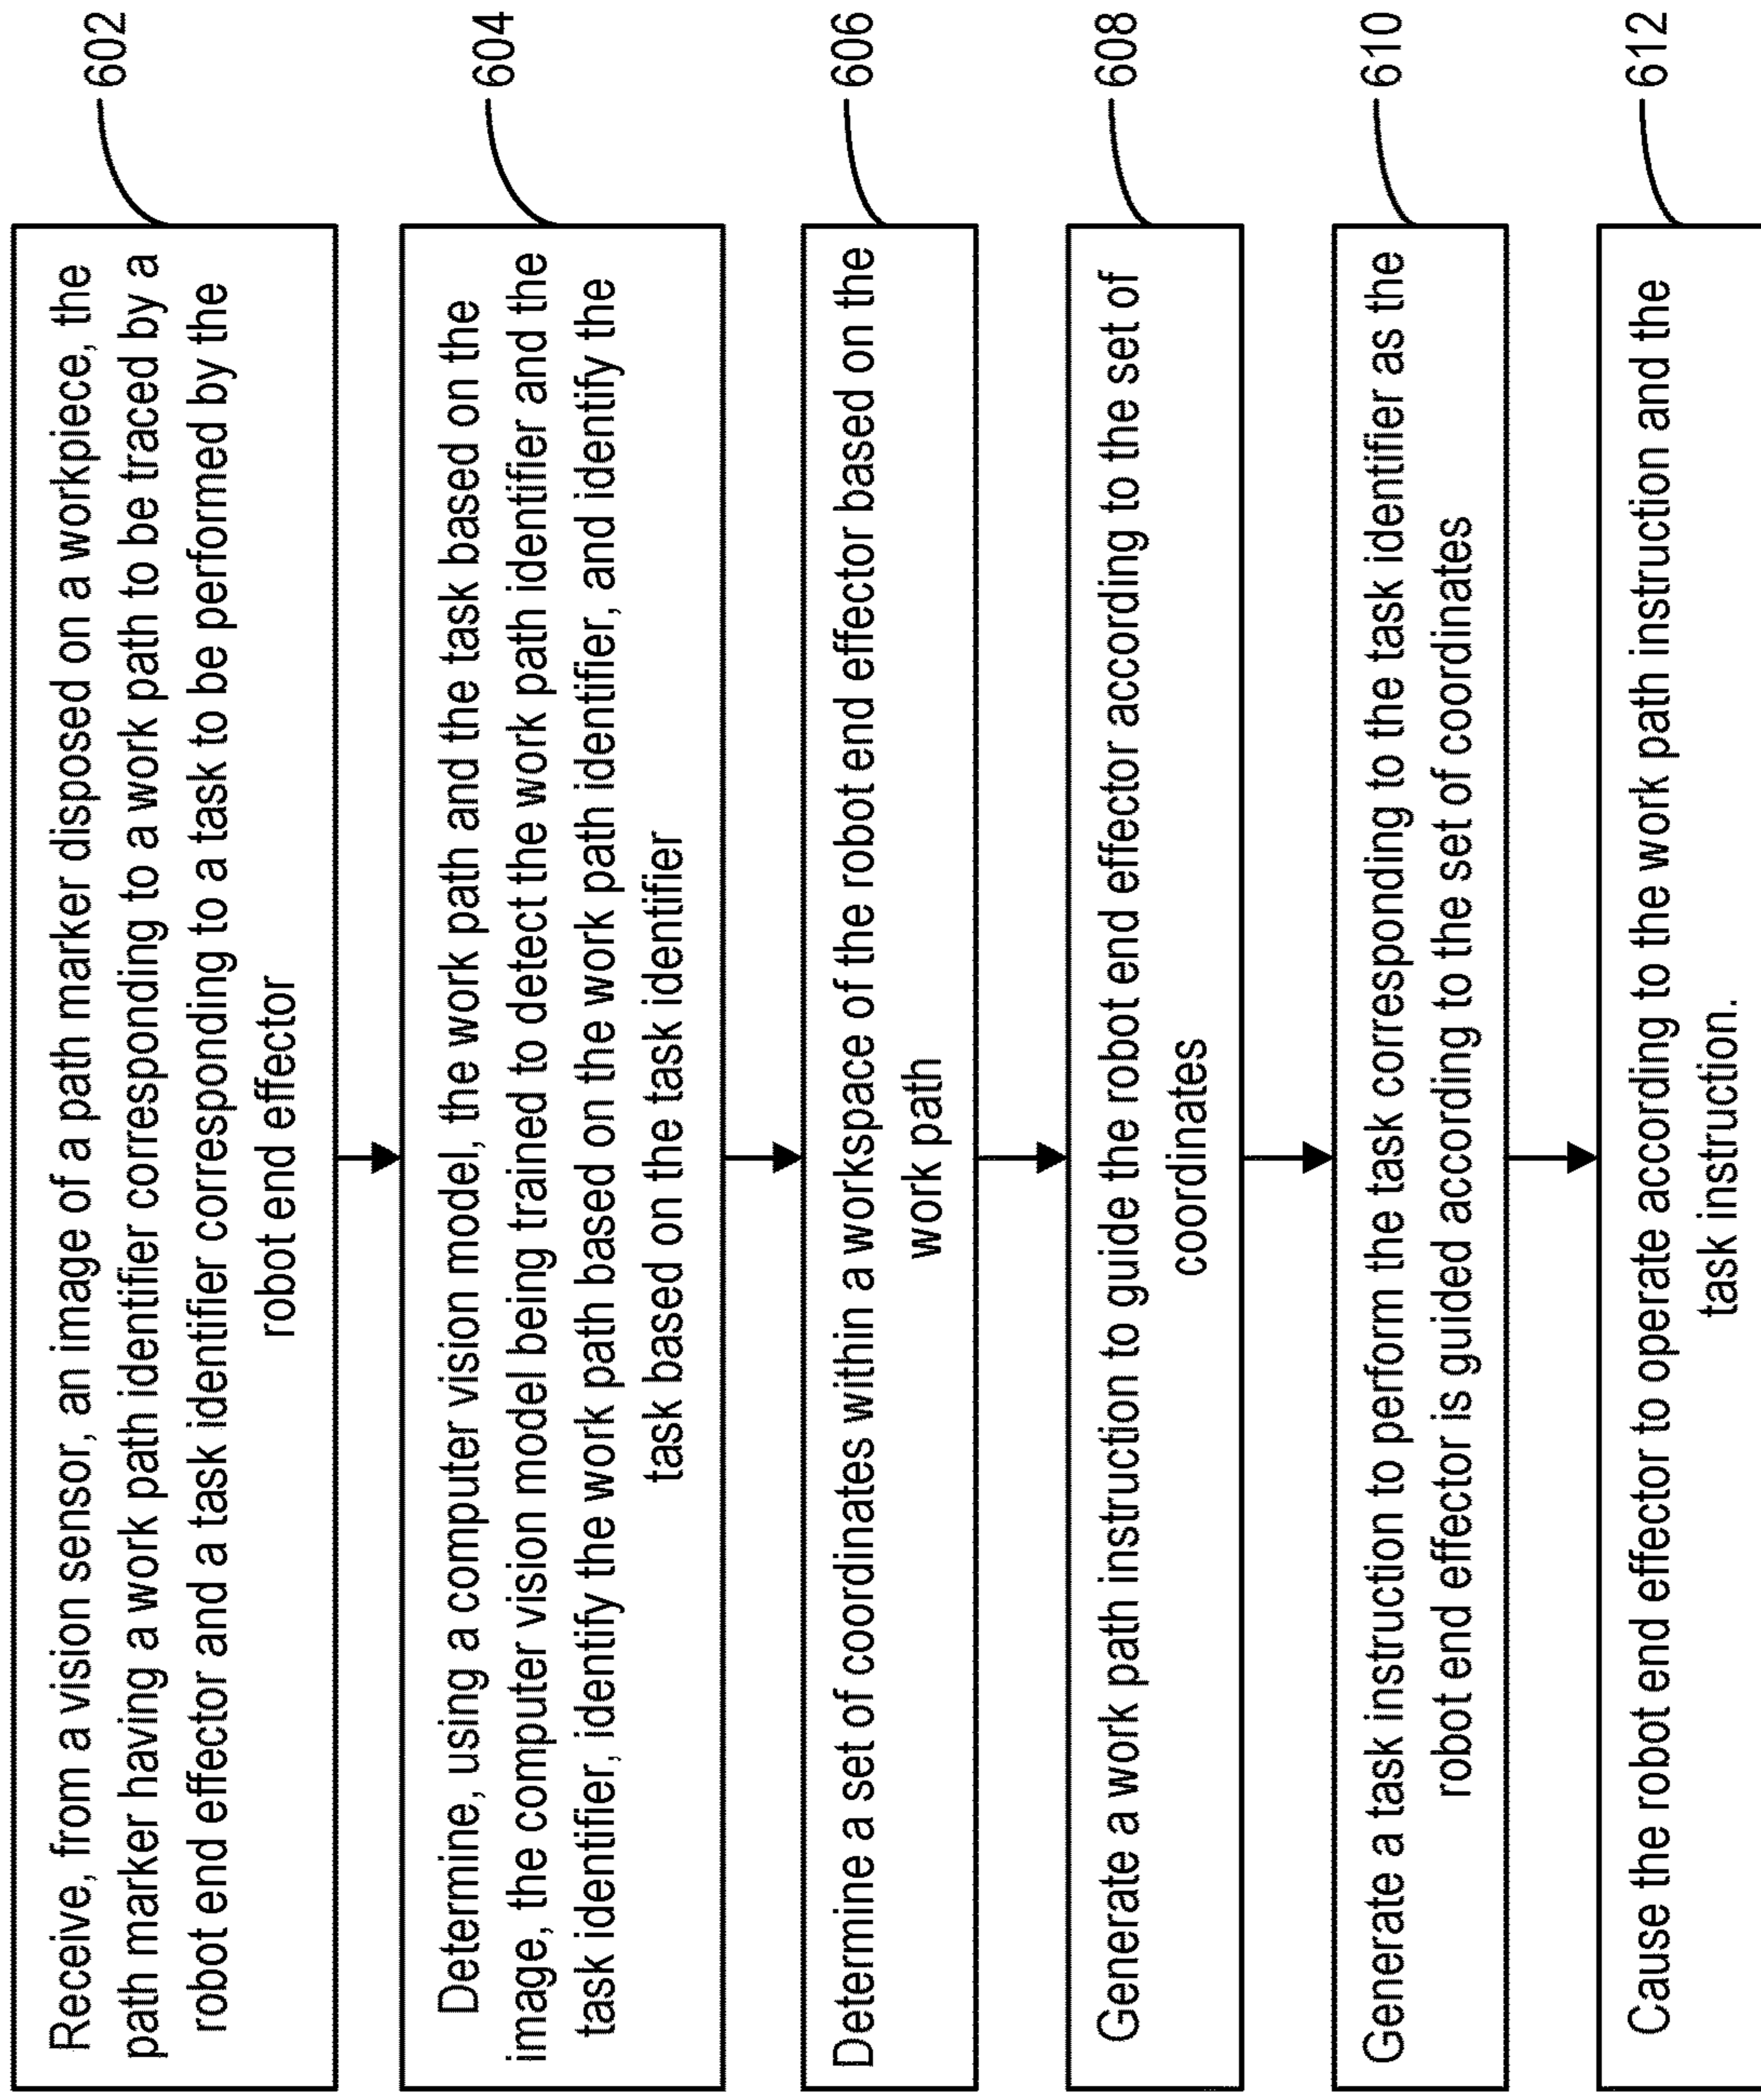 Receive, from a vision sensor, an image of a path marker disposed on a workpiece, the
path marker having a work path identifier corresponding to a work path to be traced by a
robot end effector and a task identifier corresponding to a task to be performed by the
robot end effector
602
Determine, using a computer vision model, the work path and the task based on the
image, the computer vision model being trained to detect the work path identifier and the
task identifier, identify the work path based on the work path identifier, and identify the
task based on the task identifier
604
Determine a set of coordinates within a workspace of the robot end effector based on the
work path
606
Generate a work path instruction to guide the robot end effector according to the set of
coordinates
608
Generate a task instruction to perform the task corresponding to the task identifier as the
robot end effector is guided according to the set of coordinates
610
Cause the robot end effector to operate according to the work path instruction and the
task instruction.
612